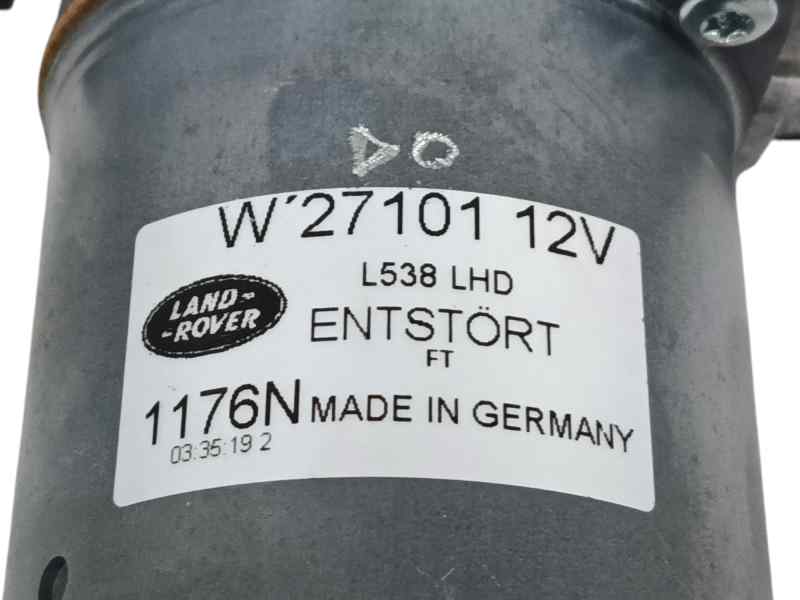 W´27101 12V
L538 LHD
LAND-
-ROVER
ENTSTÖRT
FT
1176N MADE IN GERMANY
03:35:19 2